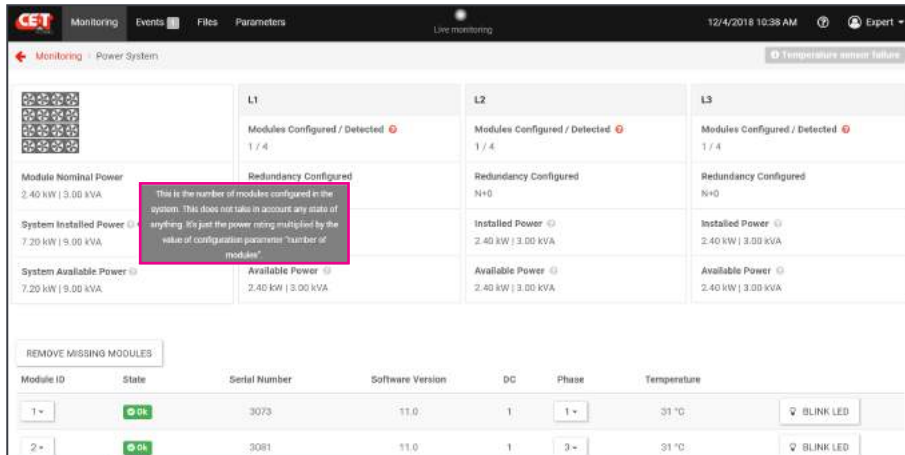 CE+T Monitoring Events 1 Files Parameters Live monitoring 12/4/2018 10:38 AM Expert
Monitoring Power System Temperature sensor failure
L1 L2 L3
Modules Configured / Detected Modules Configured / Detected Modules Configured / Detected
1 / 4 1 / 4 1 / 4
Module Nominal Power Redundancy Configured Redundancy Configured Redundancy Configured
2.40 kW | 3.00 kVA N+0 N+0
This is the number of modules configured in the
system. This does not take in account any state of
anything. It's just the power rating multiplied by the
value of configuration parameter "number of
modules".
System Installed Power Installed Power Installed Power
7.20 kW | 9.00 kVA 2.40 kW | 3.00 kVA 2.40 kW | 3.00 kVA
System Available Power Available Power Available Power Available Power
7.20 kW | 9.00 kVA 2.40 kW | 3.00 kVA 2.40 kW | 3.00 kVA 2.40 kW | 3.00 kVA
REMOVE MISSING MODULES
Module ID State Serial Number Software Version DC Phase Temperature
1 Ok 3073 11.0 1 1 31 °C BLINK LED
2 Ok 3081 11.0 1 3 31 °C BLINK LED